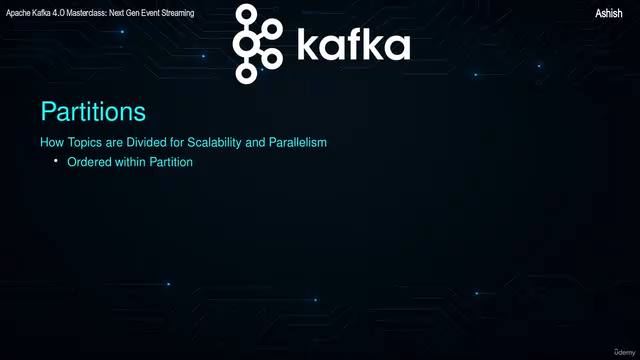 Apache Kafka 4.0 Masterclass: Next Gen Event Streaming
Ashish
kafka
Partitions
How Topics are Divided for Scalability and Parallelism
• Ordered within Partition
ûdemy